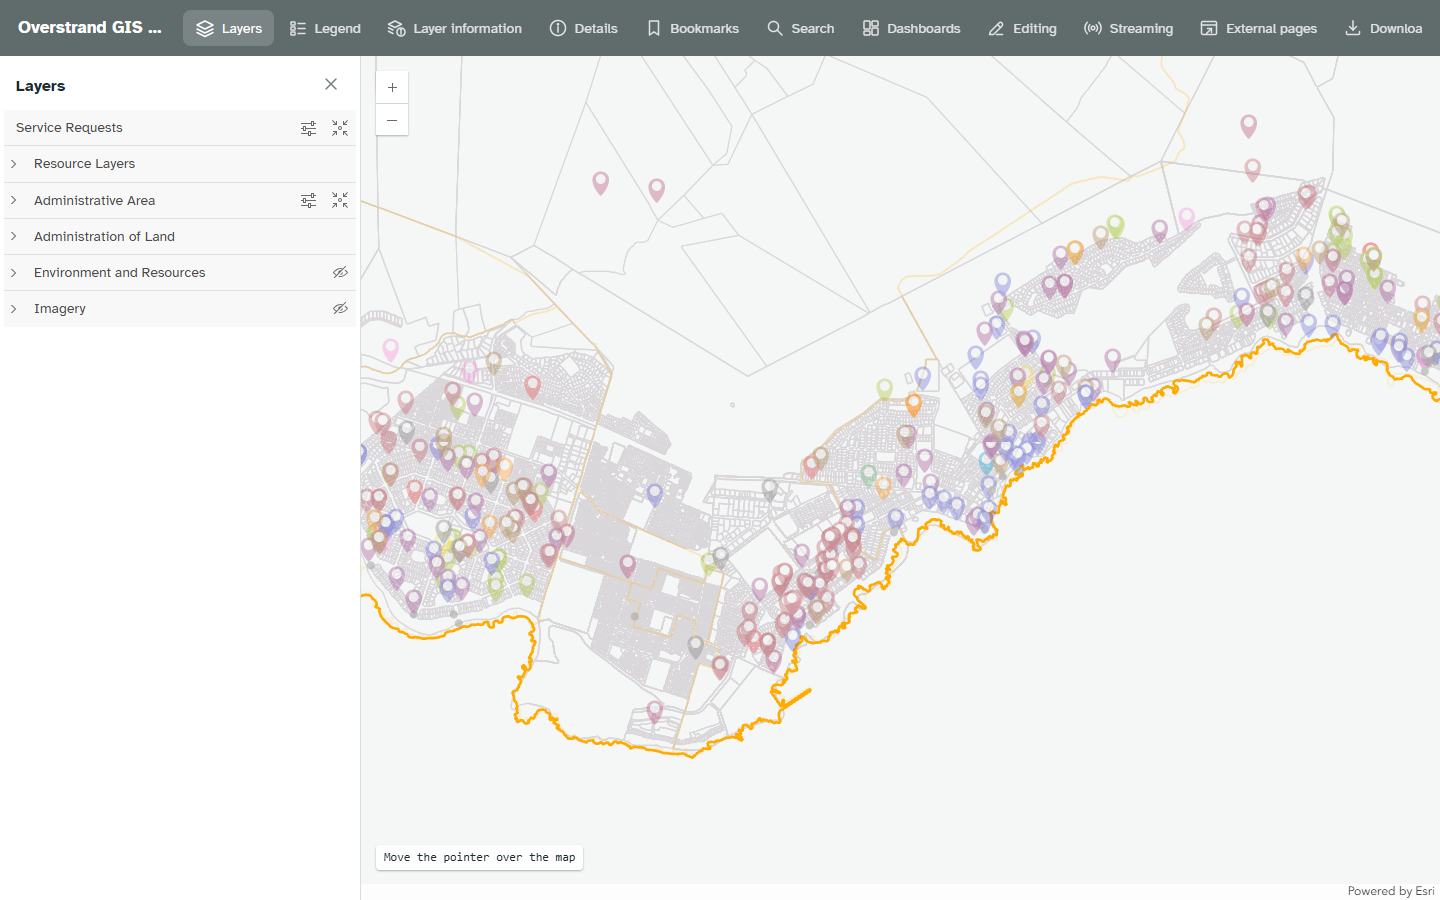 Overstrand GIS ...
Layers
Legend
Layer information
Details
Bookmarks
Search
Dashboards
Editing
Streaming
External pages
Downloa
Layers
Service Requests
Resource Layers
Administrative Area
Administration of Land
Environment and Resources
Imagery
Move the pointer over the map
Powered by Esri